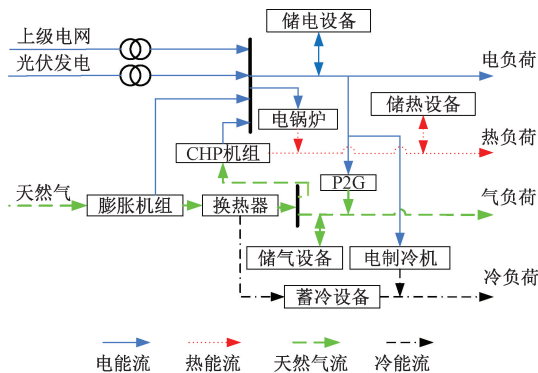 储电设备
上级电网
光伏发电
电负荷
储热设备
电锅炉
热负荷
CHP机组
P2G
天然气
膨胀机组
换热器
气负荷
储气设备
电制冷机
蓄冷设备
冷负荷
电能流
热能流
天然气流
冷能流